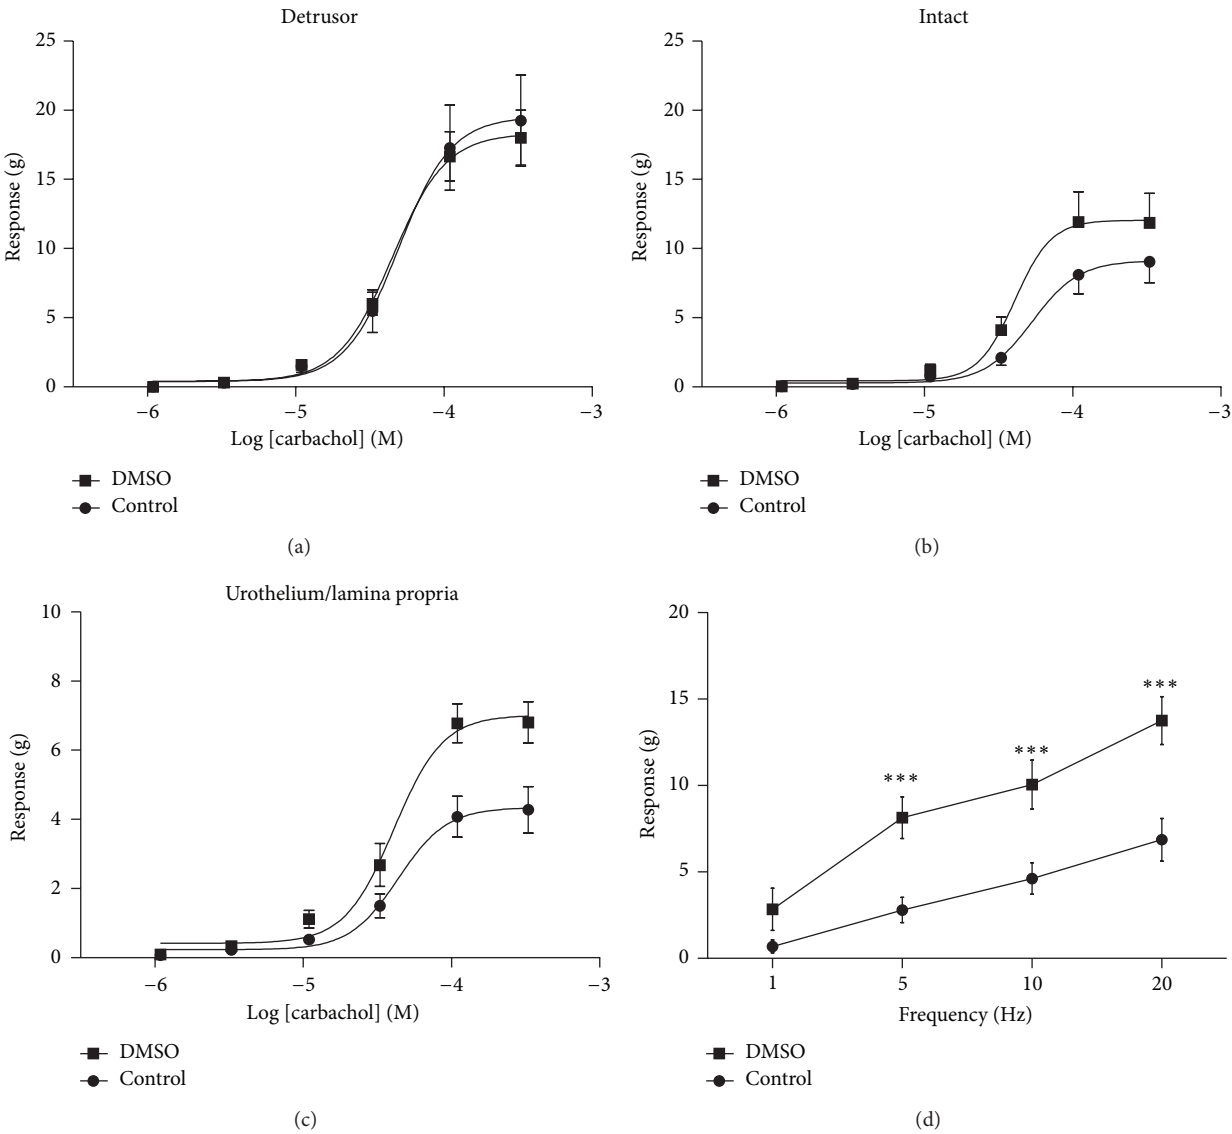 Detrusor
25
20
15
10
5
0
Response (g)
−6 −5 −4 −3
Log [carbachol] (M)
DMSO
Control
(a)
Intact
25
20
15
10
5
0
Response (g)
−6 −5 −4 −3
Log [carbachol] (M)
DMSO
Control
(b)
Urothelium/lamina propria
10
8
6
4
2
0
Response (g)
−6 −5 −4 −3
Log [carbachol] (M)
DMSO
Control
(c)
20
15
10
5
0
Response (g)
***
***
***
1 5 10 20
Frequency (Hz)
DMSO
Control
(d)